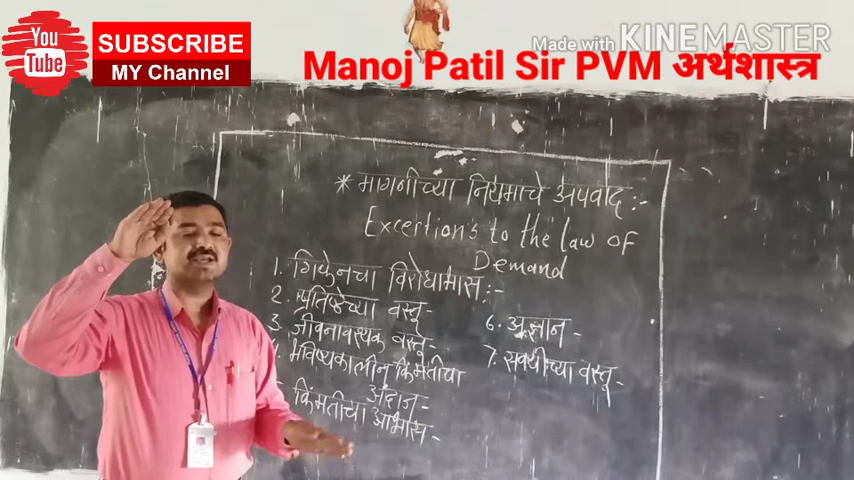 You
Tube
SUBSCRIBE
MY Channel
Made with KINEMASTER
Manoj Patil Sir PVM अर्थशास्त्र
* मागणीच्या नियमाचे अपवाद:-
Excertion's to the law OF
Demand
1. गिफेनचा विरोधाभास:-
2. प्रतिष्ठेच्या वस्तू-
3. जीवनावश्यक वस्तू-
4. भविष्यकालीन किंमतीचा
अंदाज-
किंमतीचा आभास-
6. अज्ञान-
7. सवयीच्या वस्तू-